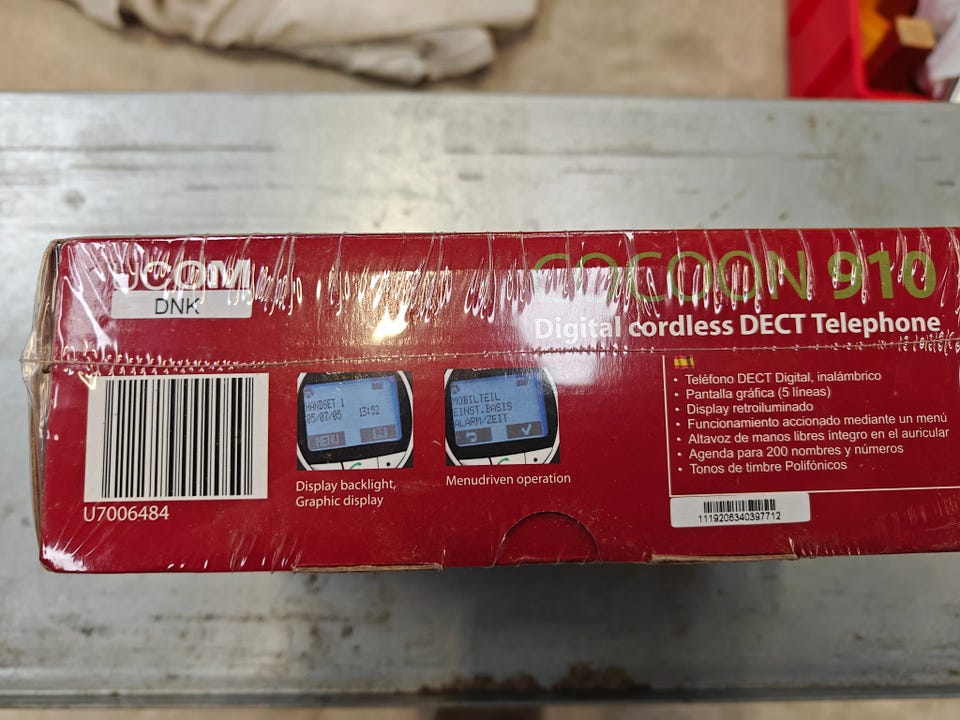 COM
DNK
COCOON 910
Digital cordless DECT Telephone
U7006484
HANDSET 1
05/07/05 13:52
MENU
Display backlight,
Graphic display
MOBILTEIL
EINST.BASIS
ALARM/ZEIT
Menudriven operation
• Teléfono DECT Digital, inalámbrico
• Pantalla gráfica (5 líneas)
• Display retroiluminado
• Funcionamiento accionado mediante un menú
• Altavoz de manos libres integro en el auricular
• Agenda para 200 nombres y números
• Tonos de timbre Polifónicos
1119206340397712